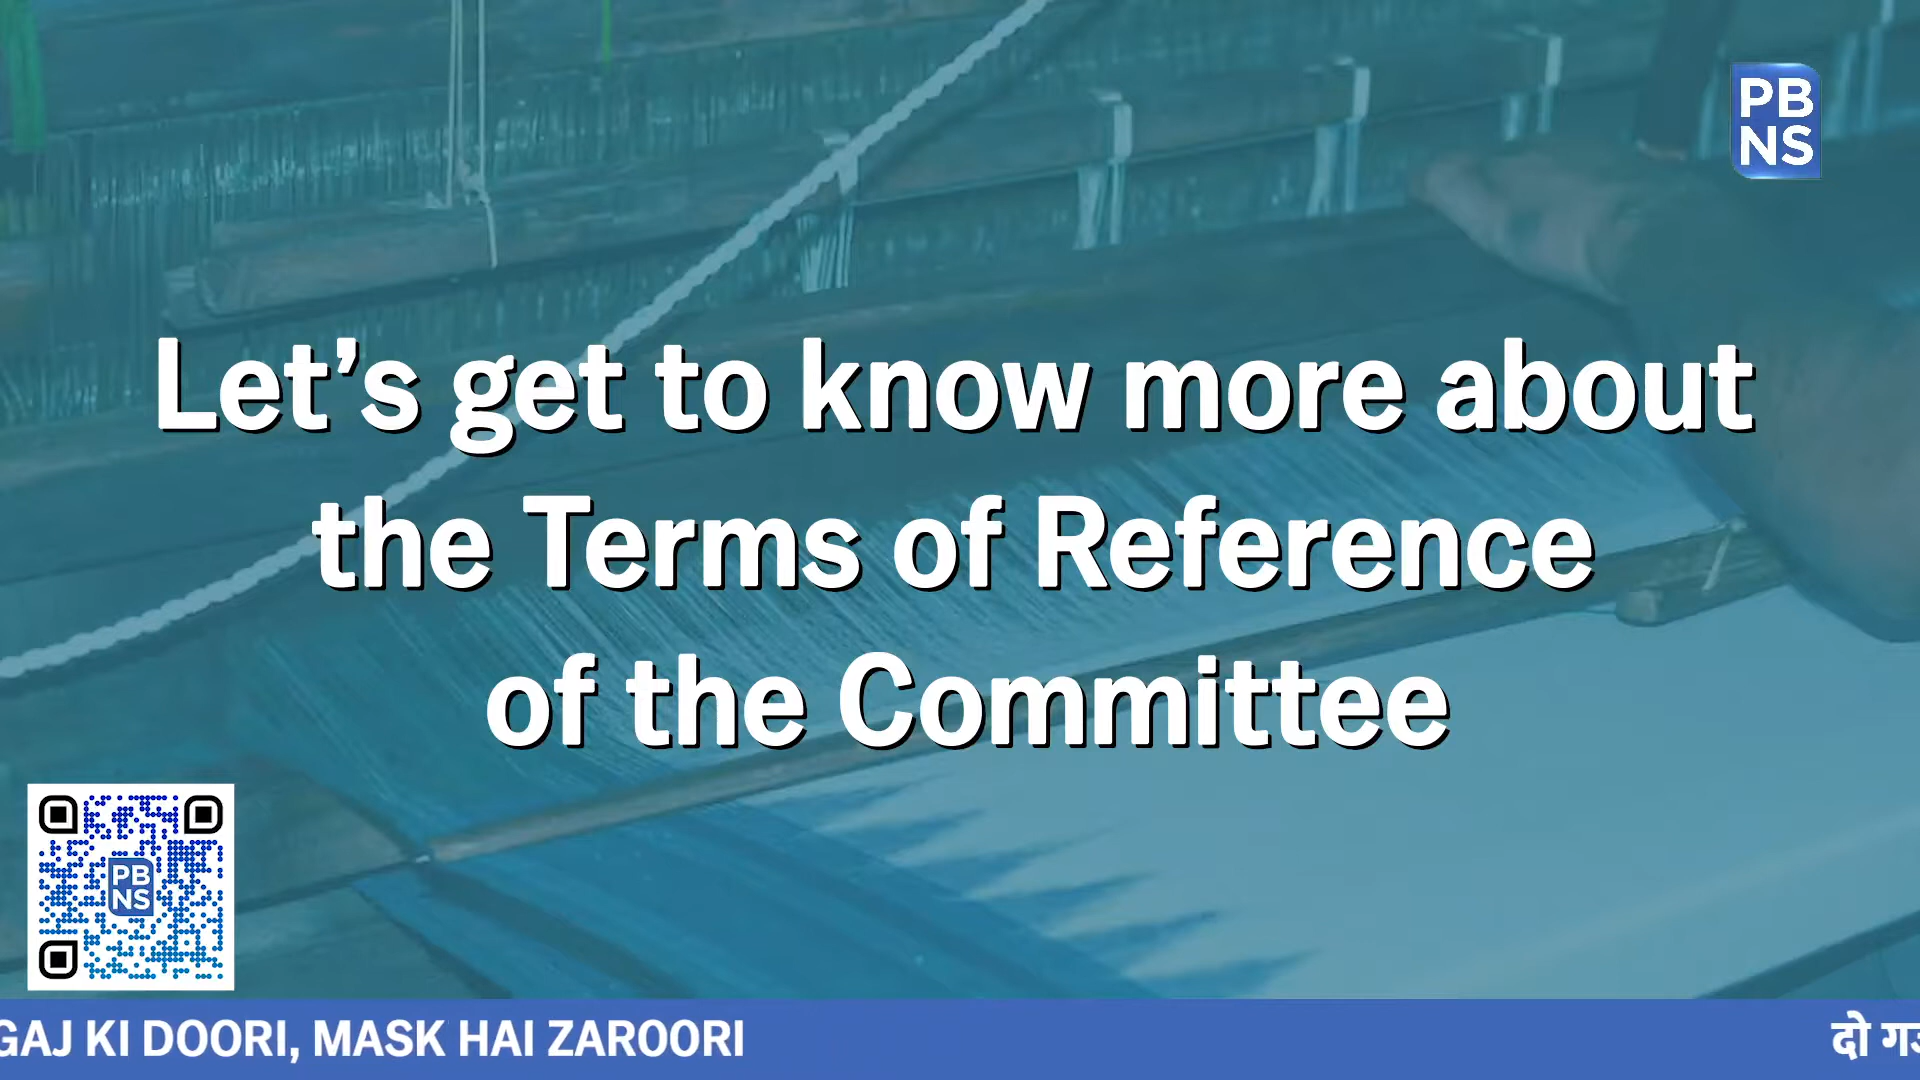 PB
NS
Let’s get to know more about
the Terms of Reference
of the Committee
PB
NS
GAJ KI DOORI, MASK HAI ZAROORI
दो